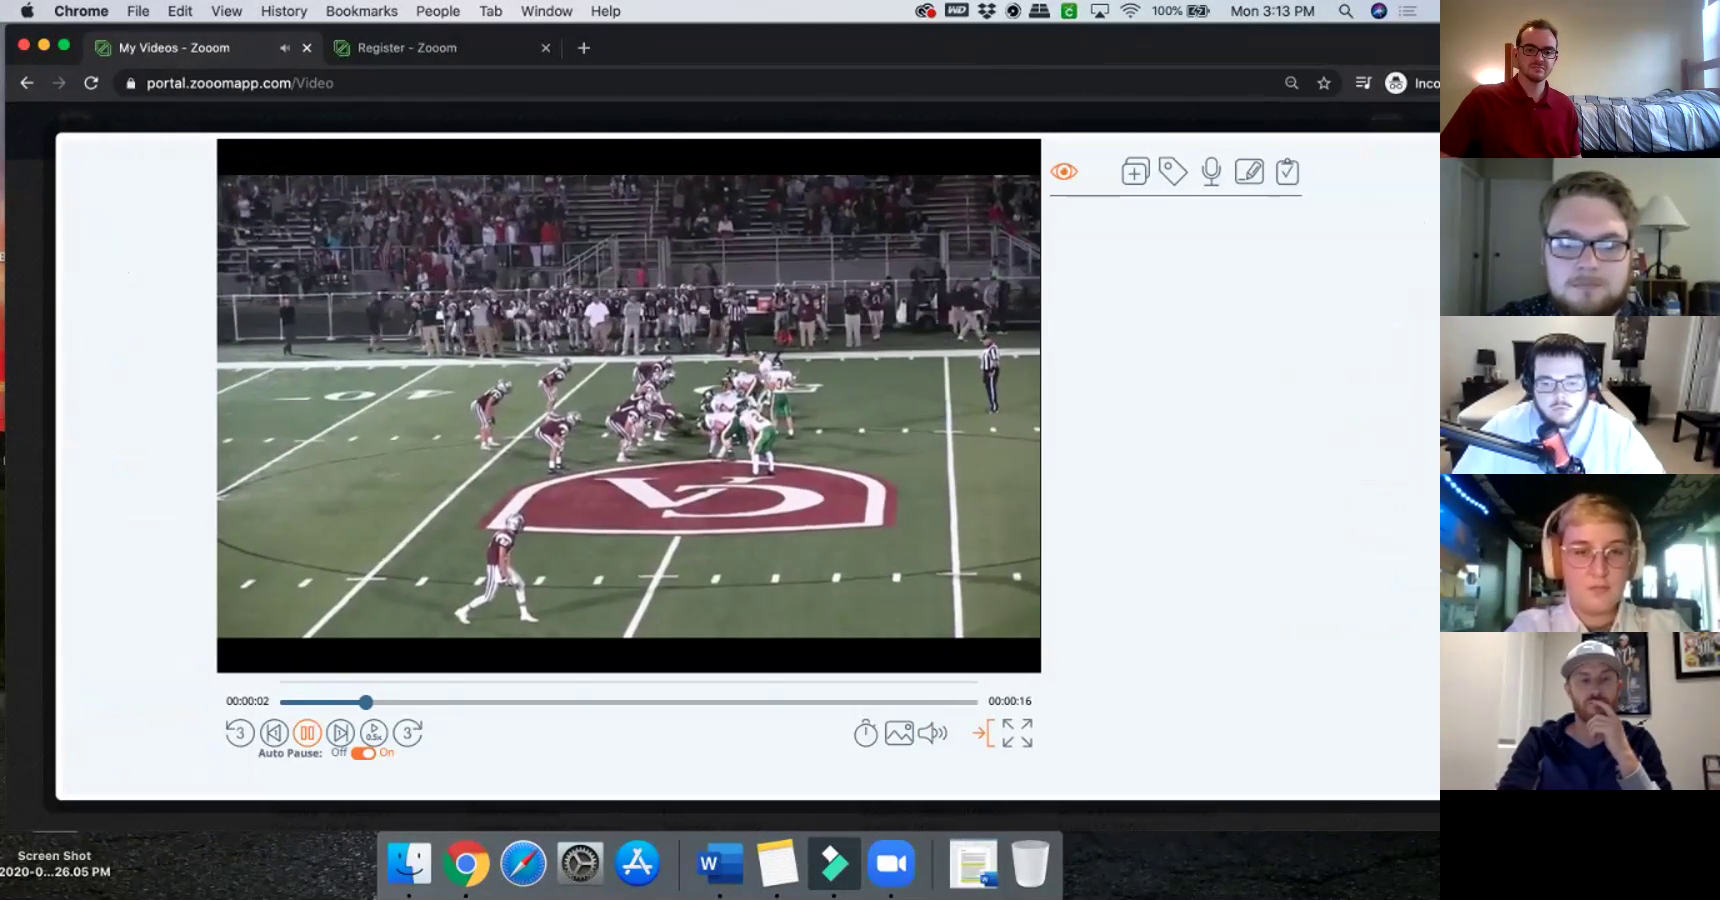 Chrome File Edit View History Bookmarks People Tab Window Help 100% Mon 3:13 PM
My Videos - Zooom Register - Zooom
portal.zooomapp.com/Video Inco
40
CA
00:00:02 00:00:16
3 0.5x 3
Auto Pause: Off On
Screen Shot
2020-0...26.05 PM
W